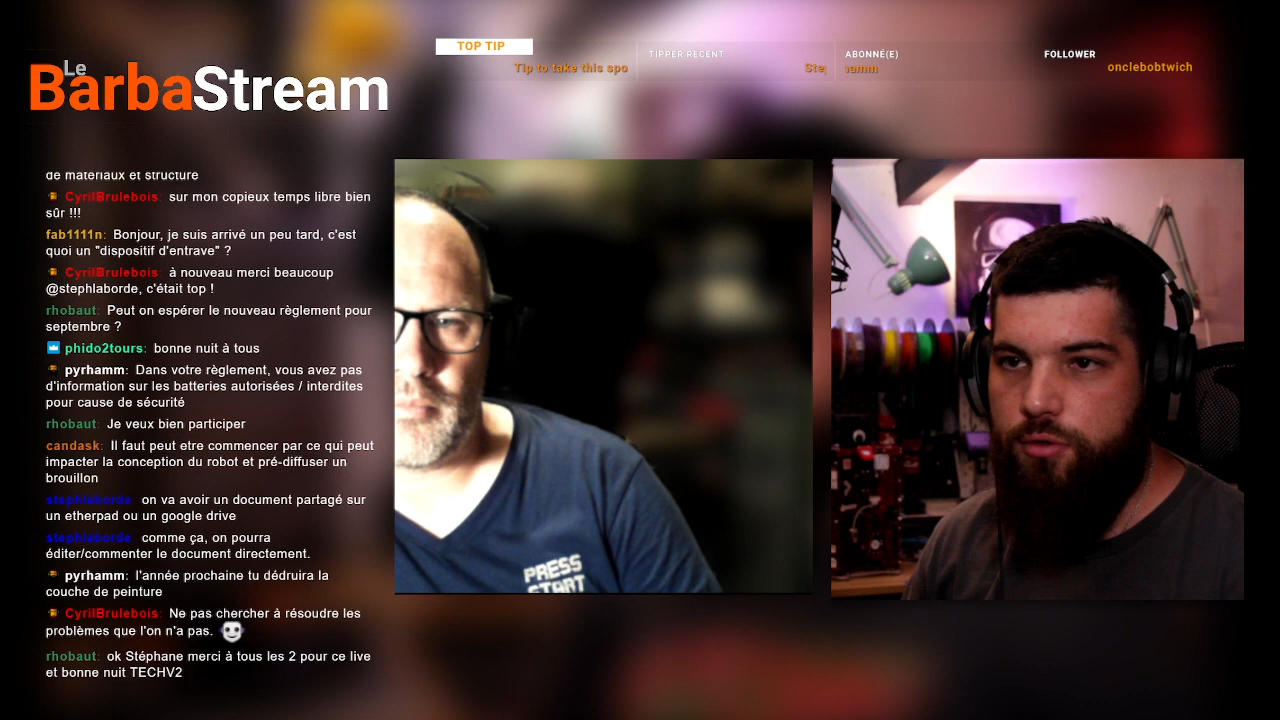 Le
BarbaStream
TOP TIP
Tip to take this spo
TIPPER RECENT
Ste
ABONNÉ(E)
FOLLOWER
onclebobtwich
de matériaux et structure
CyrilBrulebois: sur mon copieux temps libre bien
sûr !!!
fab1111n: Bonjour, je suis arrivé un peu tard, c'est
quoi un "dispositif d'entrave" ?
CyrilBrulebois: à nouveau merci beaucoup
@stephlaborde, c'était top !
rhobaut: Peut on espérer le nouveau règlement pour
septembre ?
phido2tours: bonne nuit à tous
pyrhamm: Dans votre règlement, vous avez pas
d'information sur les batteries autorisées / interdites
pour cause de sécurité
rhobaut: Je veux bien participer
candask: Il faut peut etre commencer par ce qui peut
impacter la conception du robot et pré-diffuser un
brouillon
stephlaborde: on va avoir un document partagé sur
un etherpad ou un google drive
stephlaborde: comme ça, on pourra
éditer/commenter le document directement.
pyrhamm: l'année prochaine tu dédruira la
couche de peinture
CyrilBrulebois: Ne pas chercher à résoudre les
problèmes que l'on n'a pas.
rhobaut: ok Stéphane merci à tous les 2 pour ce live
et bonne nuit TECHV2
PRESS
START